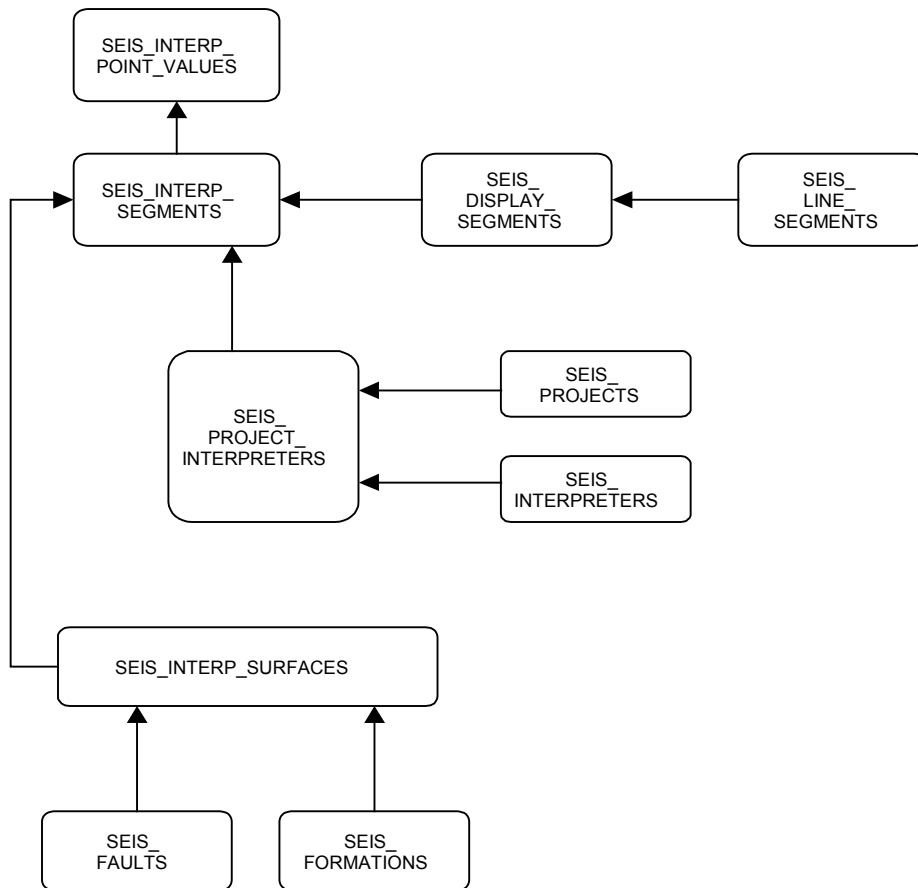 SEIS_INTERP_
POINT_VALUES
SEIS_INTERP_
SEGMENTS
SEIS_
DISPLAY_
SEGMENTS
SEIS_
LINE_
SEGMENTS
SEIS_
PROJECT_
INTERPRETERS
SEIS_
PROJECTS
SEIS_
INTERPRETERS
SEIS_INTERP_SURFACES
SEIS_
FAULTS
SEIS_
FORMATIONS